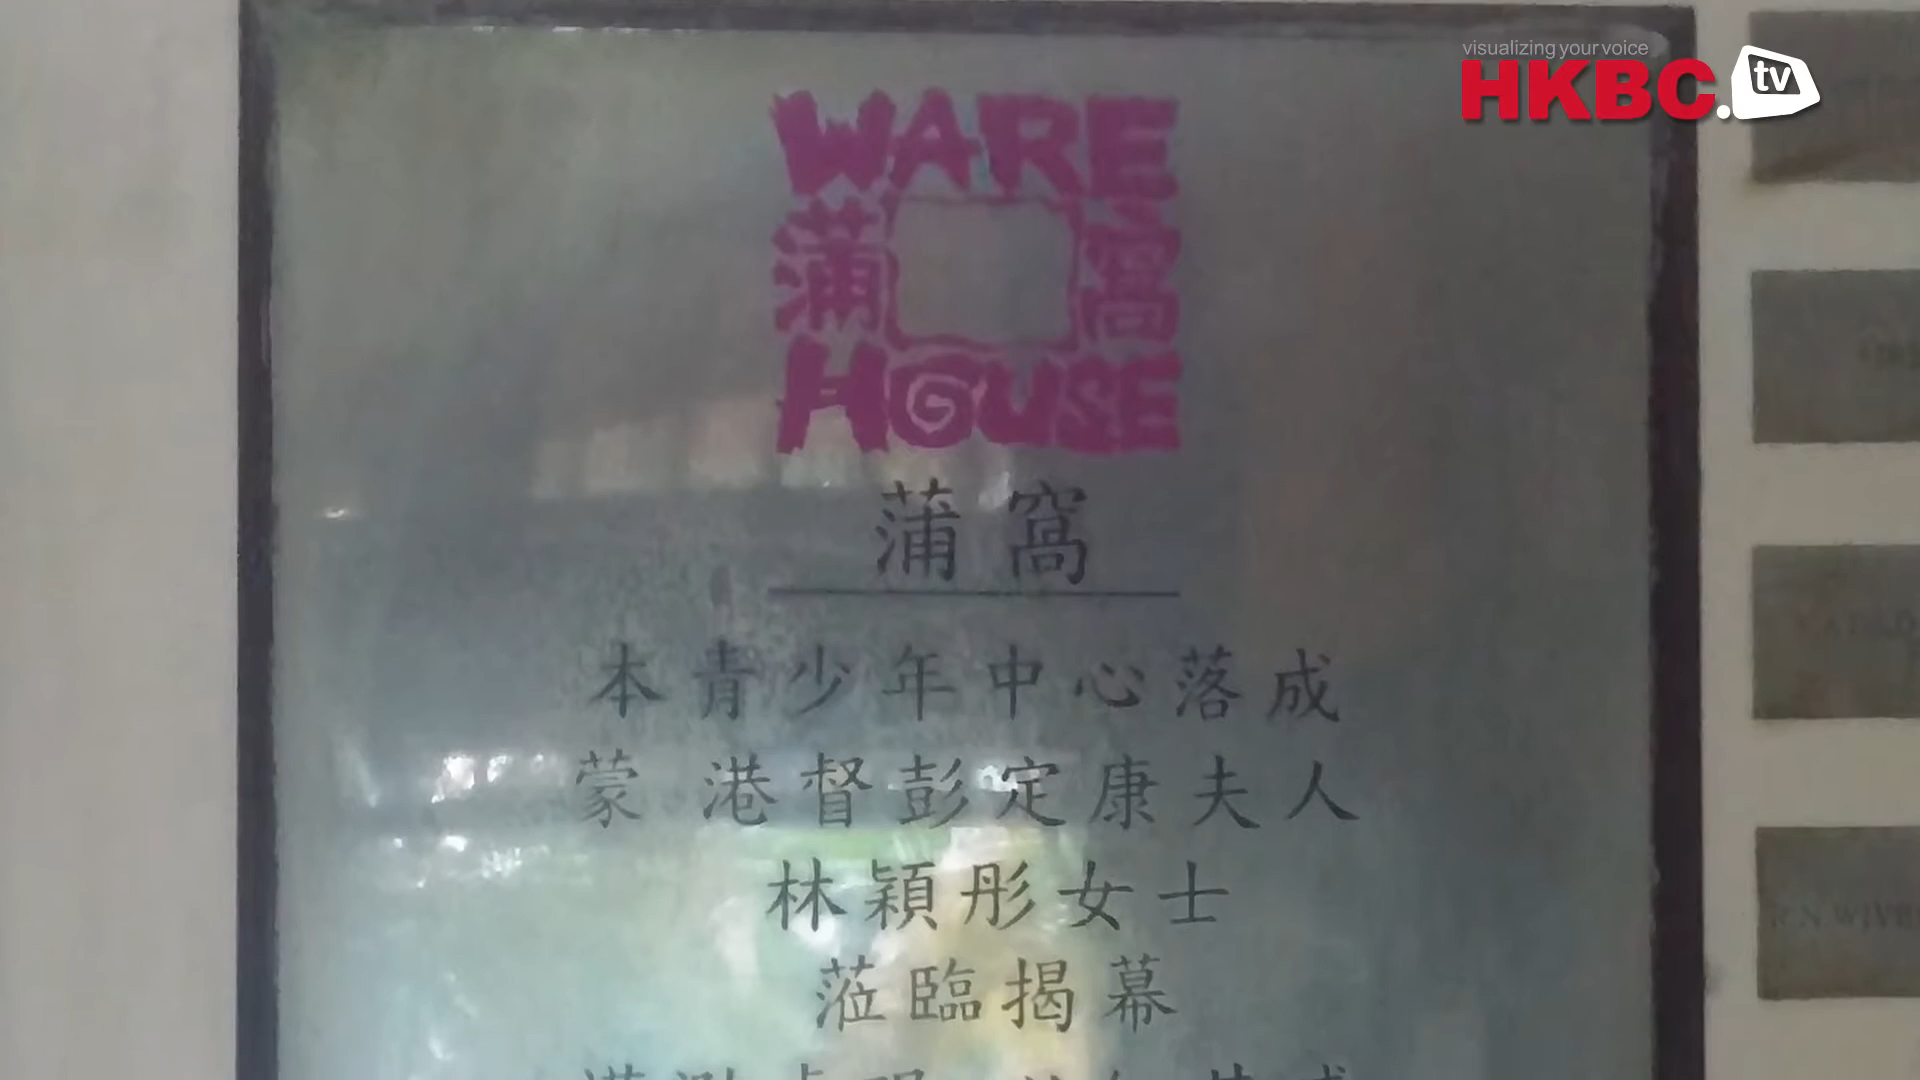 visualizing your voice
HKBC.tv
WARE
蒲窩
HOUSE
蒲窩
本青少年中心落成
蒙 港督彭定康夫人
林穎彤女士
蒞臨揭幕